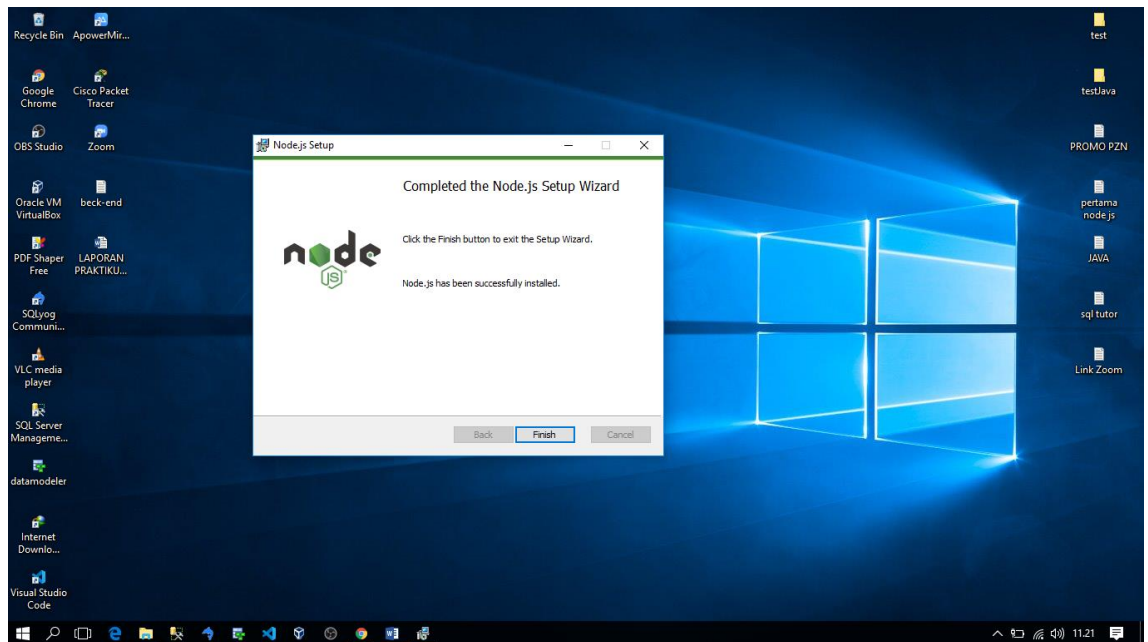 Recycle Bin
ApowerMir...
Google
Chrome
Cisco Packet
Tracer
OBS Studio
Zoom
Oracle VM
VirtualBox
beck-end
PDF Shaper
Free
LAPORAN
PRAKTIKU...
SQLyog
Communi...
VLC media
player
SQL Server
Manageme...
datamodeler
Internet
Downlo...
Visual Studio
Code
Node.js Setup
Completed the Node.js Setup Wizard
node
JS
Click the Finish button to exit the Setup Wizard.
Node.js has been successfully installed.
Back
Finish
Cancel
test
testJava
PROMO PZN
pertama
node js
JAVA
sql tutor
Link Zoom
11.21